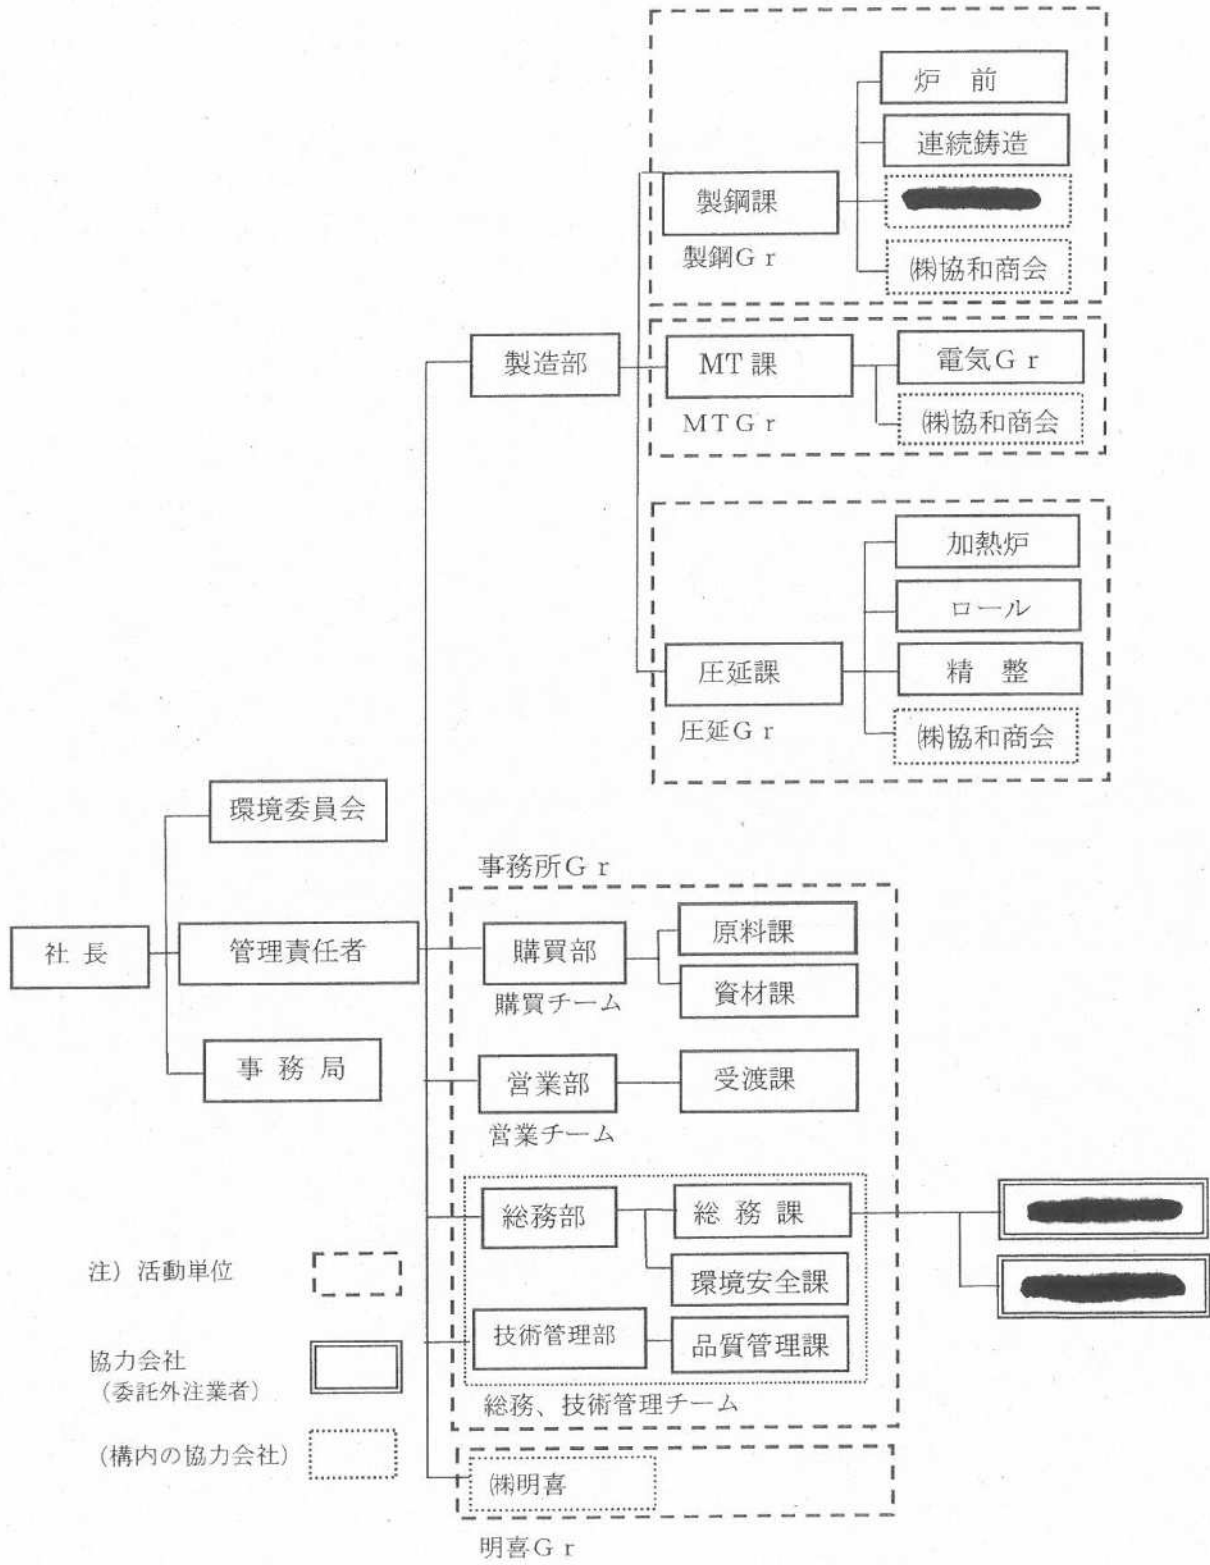 炉 前
連続鋳造
製鋼課
製鋼Gr
㈱協和商会
製造部
MT課
電気Gr
MTGr
㈱協和商会
加熱炉
ロール
圧延課
精 整
圧延Gr
㈱協和商会
環境委員会
社長
管理責任者
事務局
事務所Gr
購買部
原料課
購買チーム
資材課
営業部
受渡課
営業チーム
総務部
総務課
環境安全課
技術管理部
品質管理課
総務、技術管理チーム
㈱明喜
明喜Gr
注）活動単位
協力会社
（委託外注業者）
（構内の協力会社）